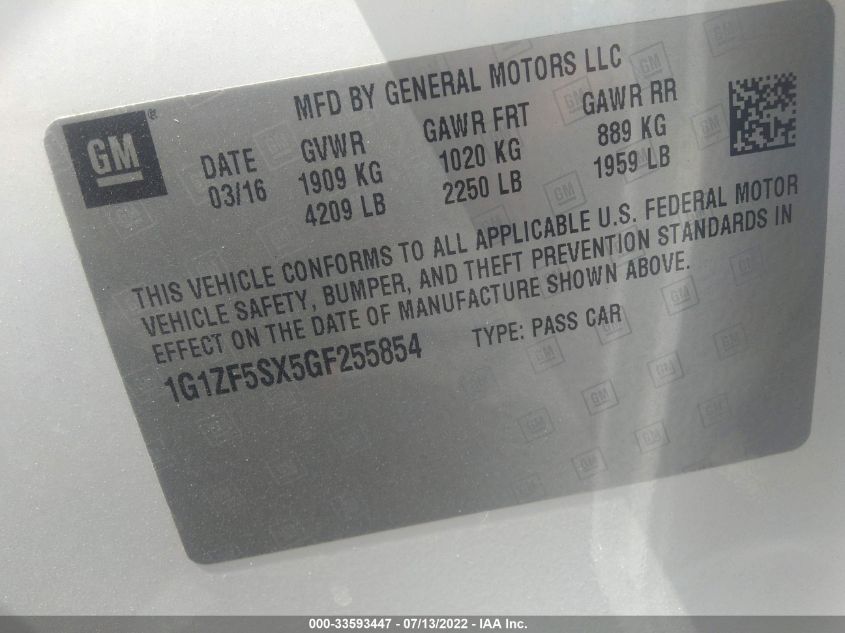 GM ®
MFD BY GENERAL MOTORS LLC
DATE GVWR GAWR FRT GAWR RR
03/16 1909 KG 1020 KG 889 KG
4209 LB 2250 LB 1959 LB
THIS VEHICLE CONFORMS TO ALL APPLICABLE U.S. FEDERAL MOTOR
VEHICLE SAFETY, BUMPER, AND THEFT PREVENTION STANDARDS IN
EFFECT ON THE DATE OF MANUFACTURE SHOWN ABOVE.
1G1ZF5SX5GF255854 TYPE: PASS CAR
000-33593447 - 07/13/2022 - IAA Inc.